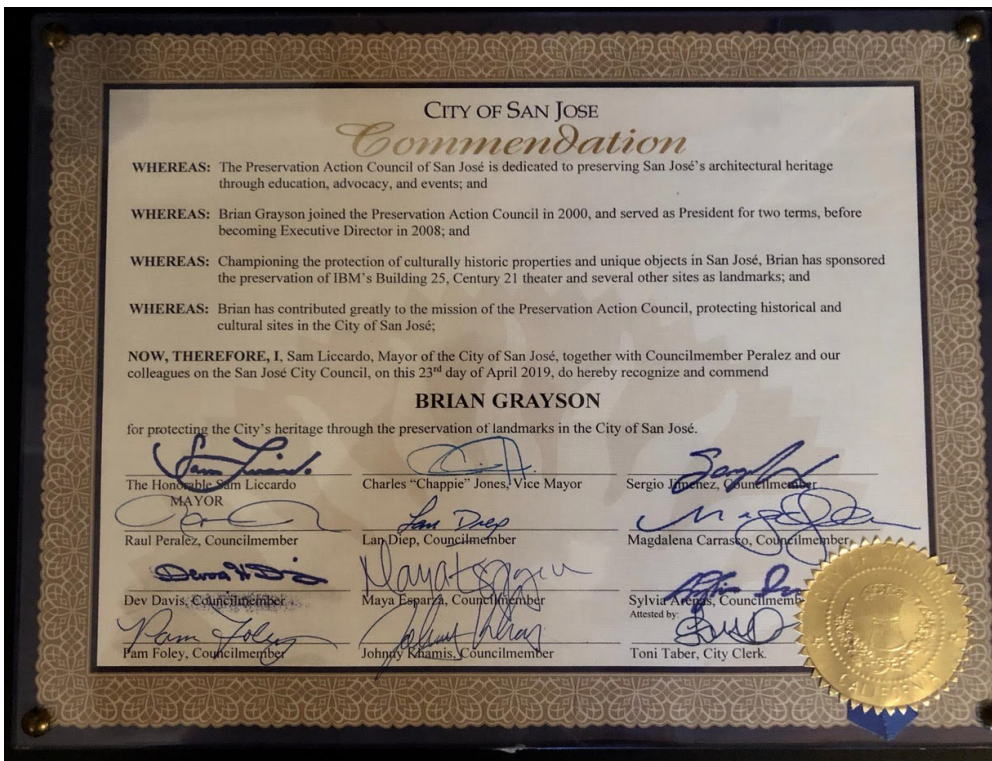 CITY OF SAN JOSE
Commendation
WHEREAS: The Preservation Action Council of San José is dedicated to preserving San José's architectural heritage
through education, advocacy, and events; and
WHEREAS: Brian Grayson joined the Preservation Action Council in 2000, and served as President for two terms, before
becoming Executive Director in 2008; and
WHEREAS: Championing the protection of culturally historic properties and unique objects in San José, Brian has sponsored
the preservation of IBM's Building 25, Century 21 theater and several other sites as landmarks; and
WHEREAS: Brian has contributed greatly to the mission of the Preservation Action Council, protecting historical and
cultural sites in the City of San José;
NOW, THEREFORE, I, Sam Liccardo, Mayor of the City of San José, together with Councilmember Peralez and our
colleagues on the San José City Council, on this 23rd day of April 2019, do hereby recognize and commend
BRIAN GRAYSON
for protecting the City's heritage through the preservation of landmarks in the City of San José.
Sam Liccardo
The Honorable Sam Liccardo Charles "Chappie" Jones, Vice Mayor Sergio Jimenez, Councilmember
MAYOR
Lan Diep
Raul Peralez, Councilmember Lan Diep, Councilmember Magdalena Carrasco, Councilmember
Dev Davis, Councilmember Maya Esparza, Councilmember Sylvia Arenas, Councilmemb
Attested by:
Pam Foley
Pam Foley, Councilmember Johnny Khamis, Councilmember Toni Taber, City Clerk
CALIFORNIA